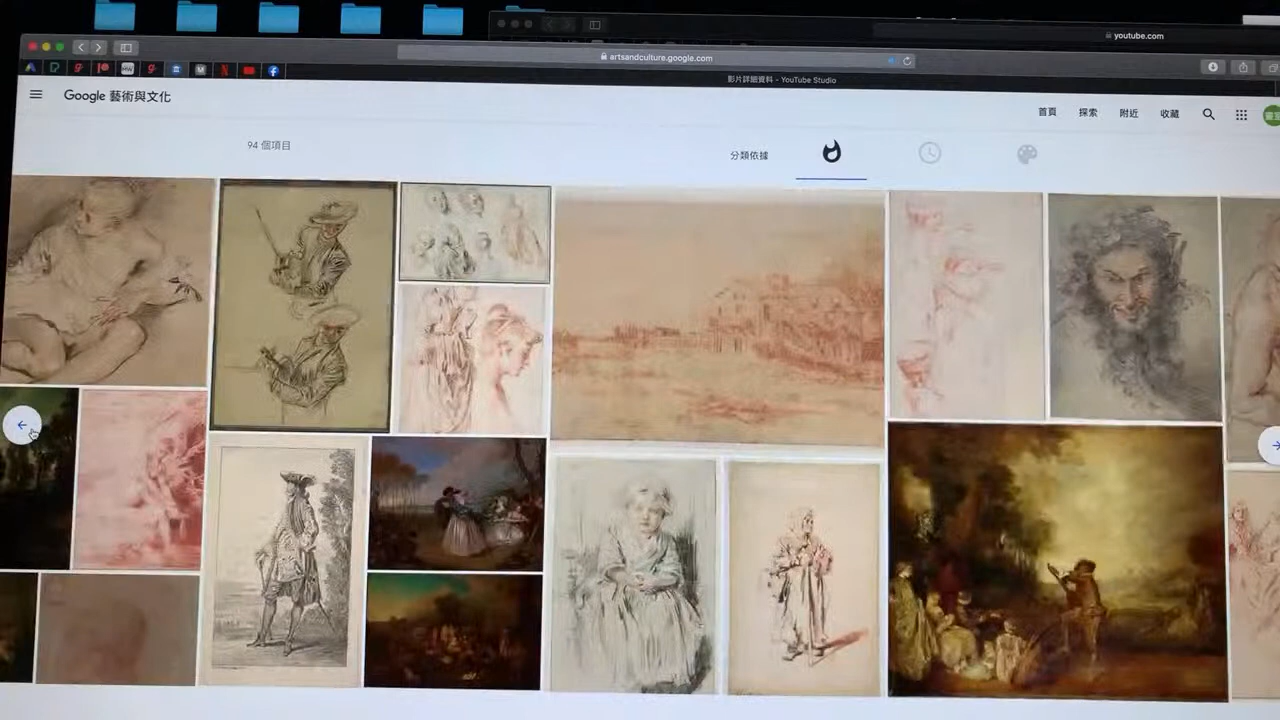 youtube.com
artsandculture.google.com
影片詳細資料 - YouTube Studio
Google 藝術與文化
首頁 探索 附近 收藏
94 個項目
分類依據